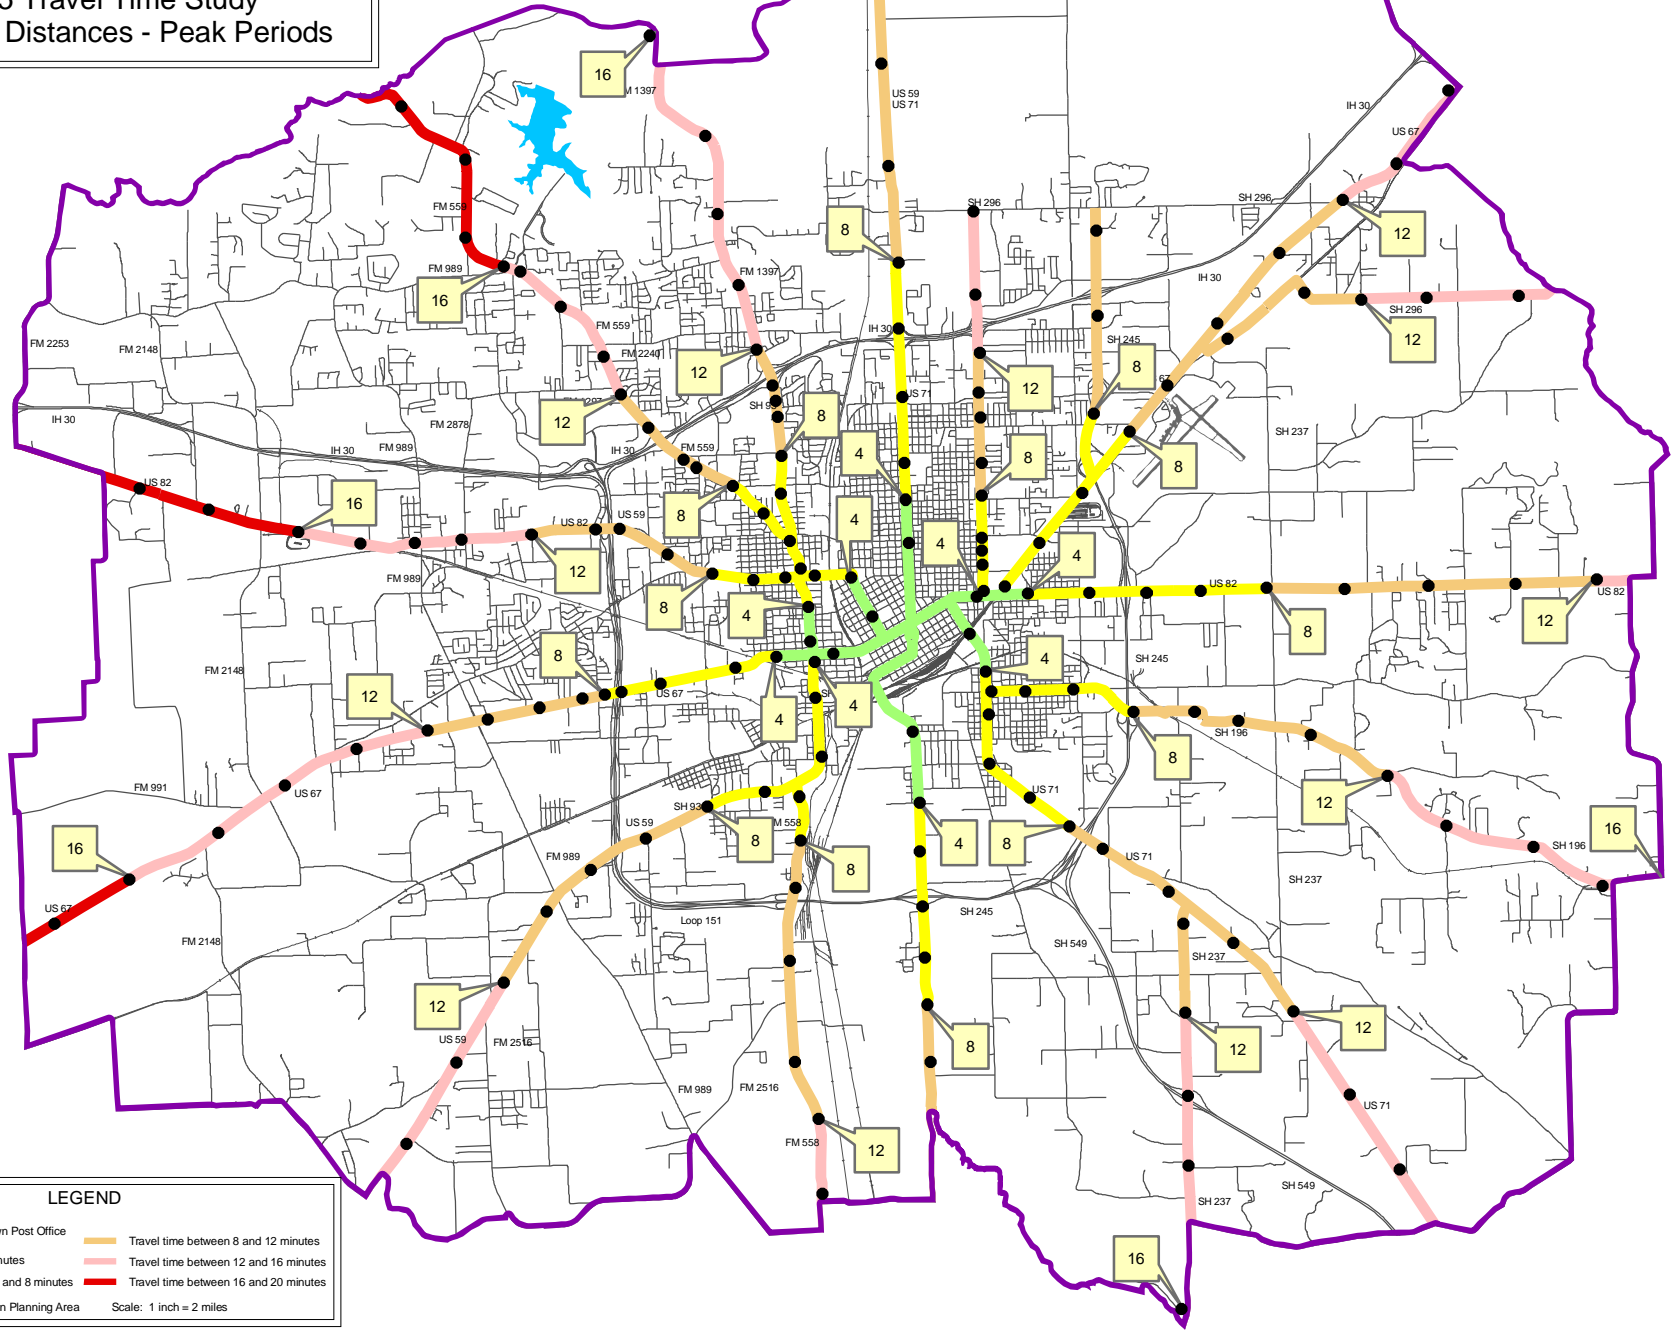 Travel Time Study
Distances - Peak Periods
16
M 1397
US 59
US 71
IH 30
US 67
SH 296
SH 296
8
12
FM 559
FM 989
16
FM 1397
IH 30
IH 30
SH 296
12
FM 2253
FM 2148
FM 559
FM 2240
12
SH 245
8
67
12
US 71
12
IH 30
FM 2878
FM 989
IH 30
FM 559
8
4
8
8
SH 237
US 82
16
US 82
US 59
8
4
4
4
12
FM 989
8
4
US 82
8
12
US 82
8
FM 2148
12
US 67
4
4
4
SH 245
SH 196
8
FM 991
US 67
SH 93
US 59
8
M 558
4
8
US 71
12
16
SH 196
16
FM 989
8
US 71
SH 237
US 67
Loop 151
SH 245
FM 2148
SH 549
SH 237
12
US 59
FM 2516
8
12
12
FM 989
FM 2516
US 71
FM 558
12
SH 549
SH 237
16
LEGEND
Post Office
Travel time between 8 and 12 minutes
Travel time between 12 and 16 minutes
and 8 minutes
Travel time between 16 and 20 minutes
Planning Area
Scale: 1 inch = 2 miles